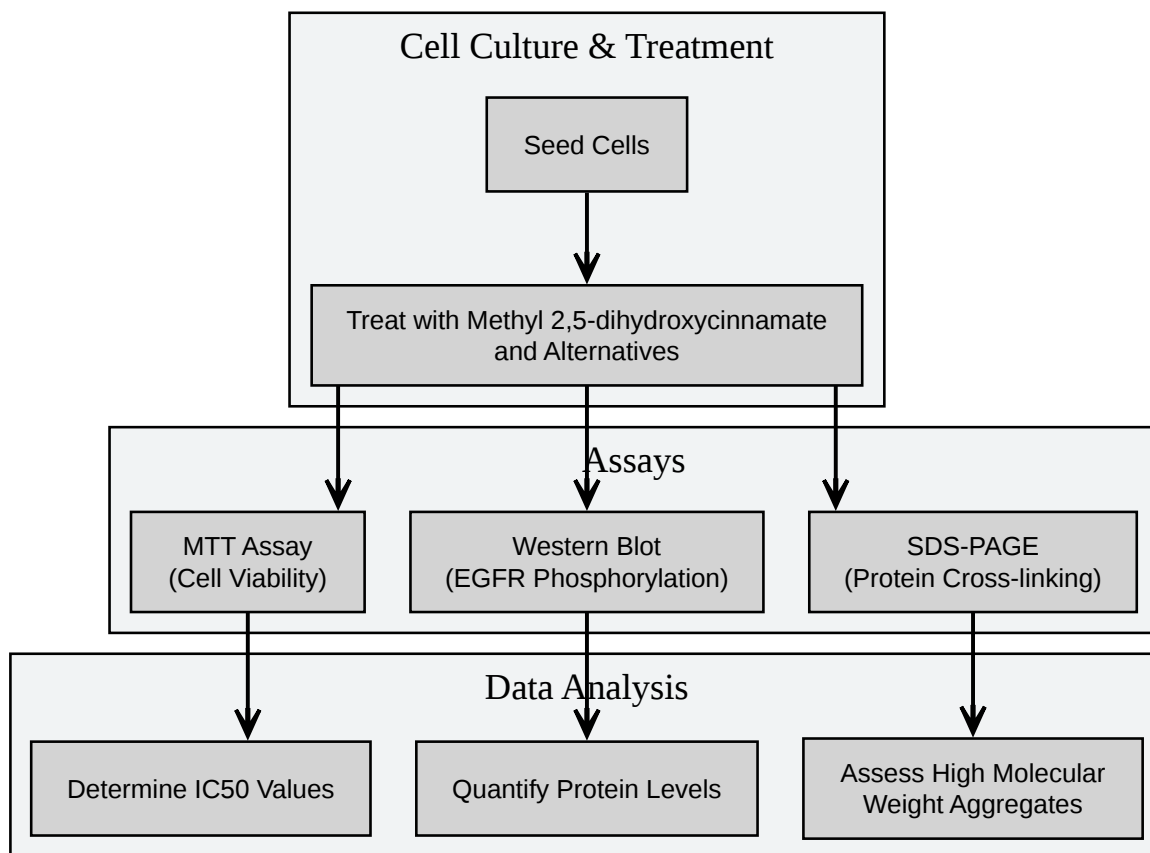 Cell Culture & Treatment
Seed Cells
Treat with Methyl 2,5-dihydroxycinnamate
and Alternatives
Assays
MTT Assay
(Cell Viability)
Western Blot
(EGFR Phosphorylation)
SDS-PAGE
(Protein Cross-linking)
Data Analysis
Determine IC50 Values
Quantify Protein Levels
Assess High Molecular
Weight Aggregates